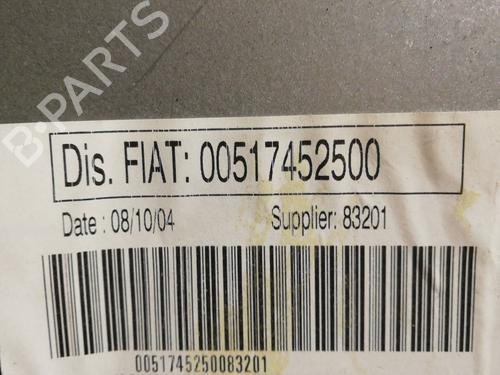 B-PARTS
Dis. FIAT: 00517452500
Date : 08/10/04 Supplier: 83201
0051745250083201